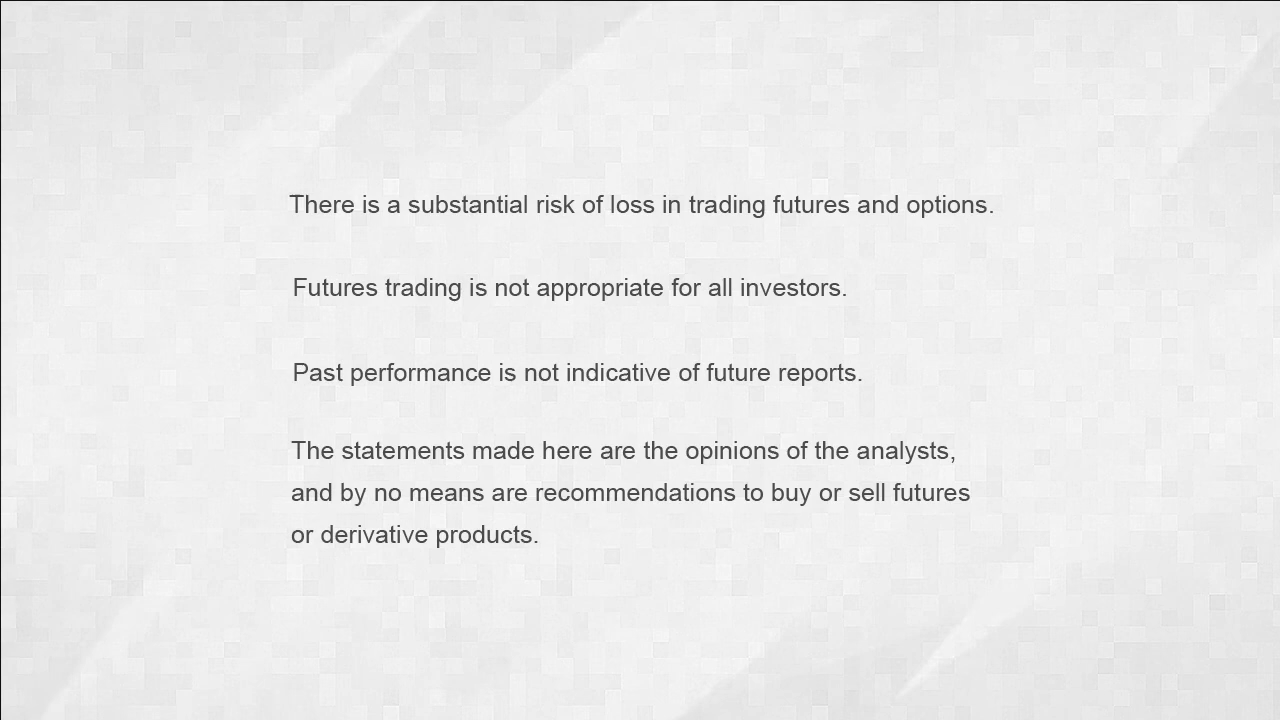 There is a substantial risk of loss in trading futures and options.
Futures trading is not appropriate for all investors.
Past performance is not indicative of future reports.
The statements made here are the opinions of the analysts,
and by no means are recommendations to buy or sell futures
or derivative products.